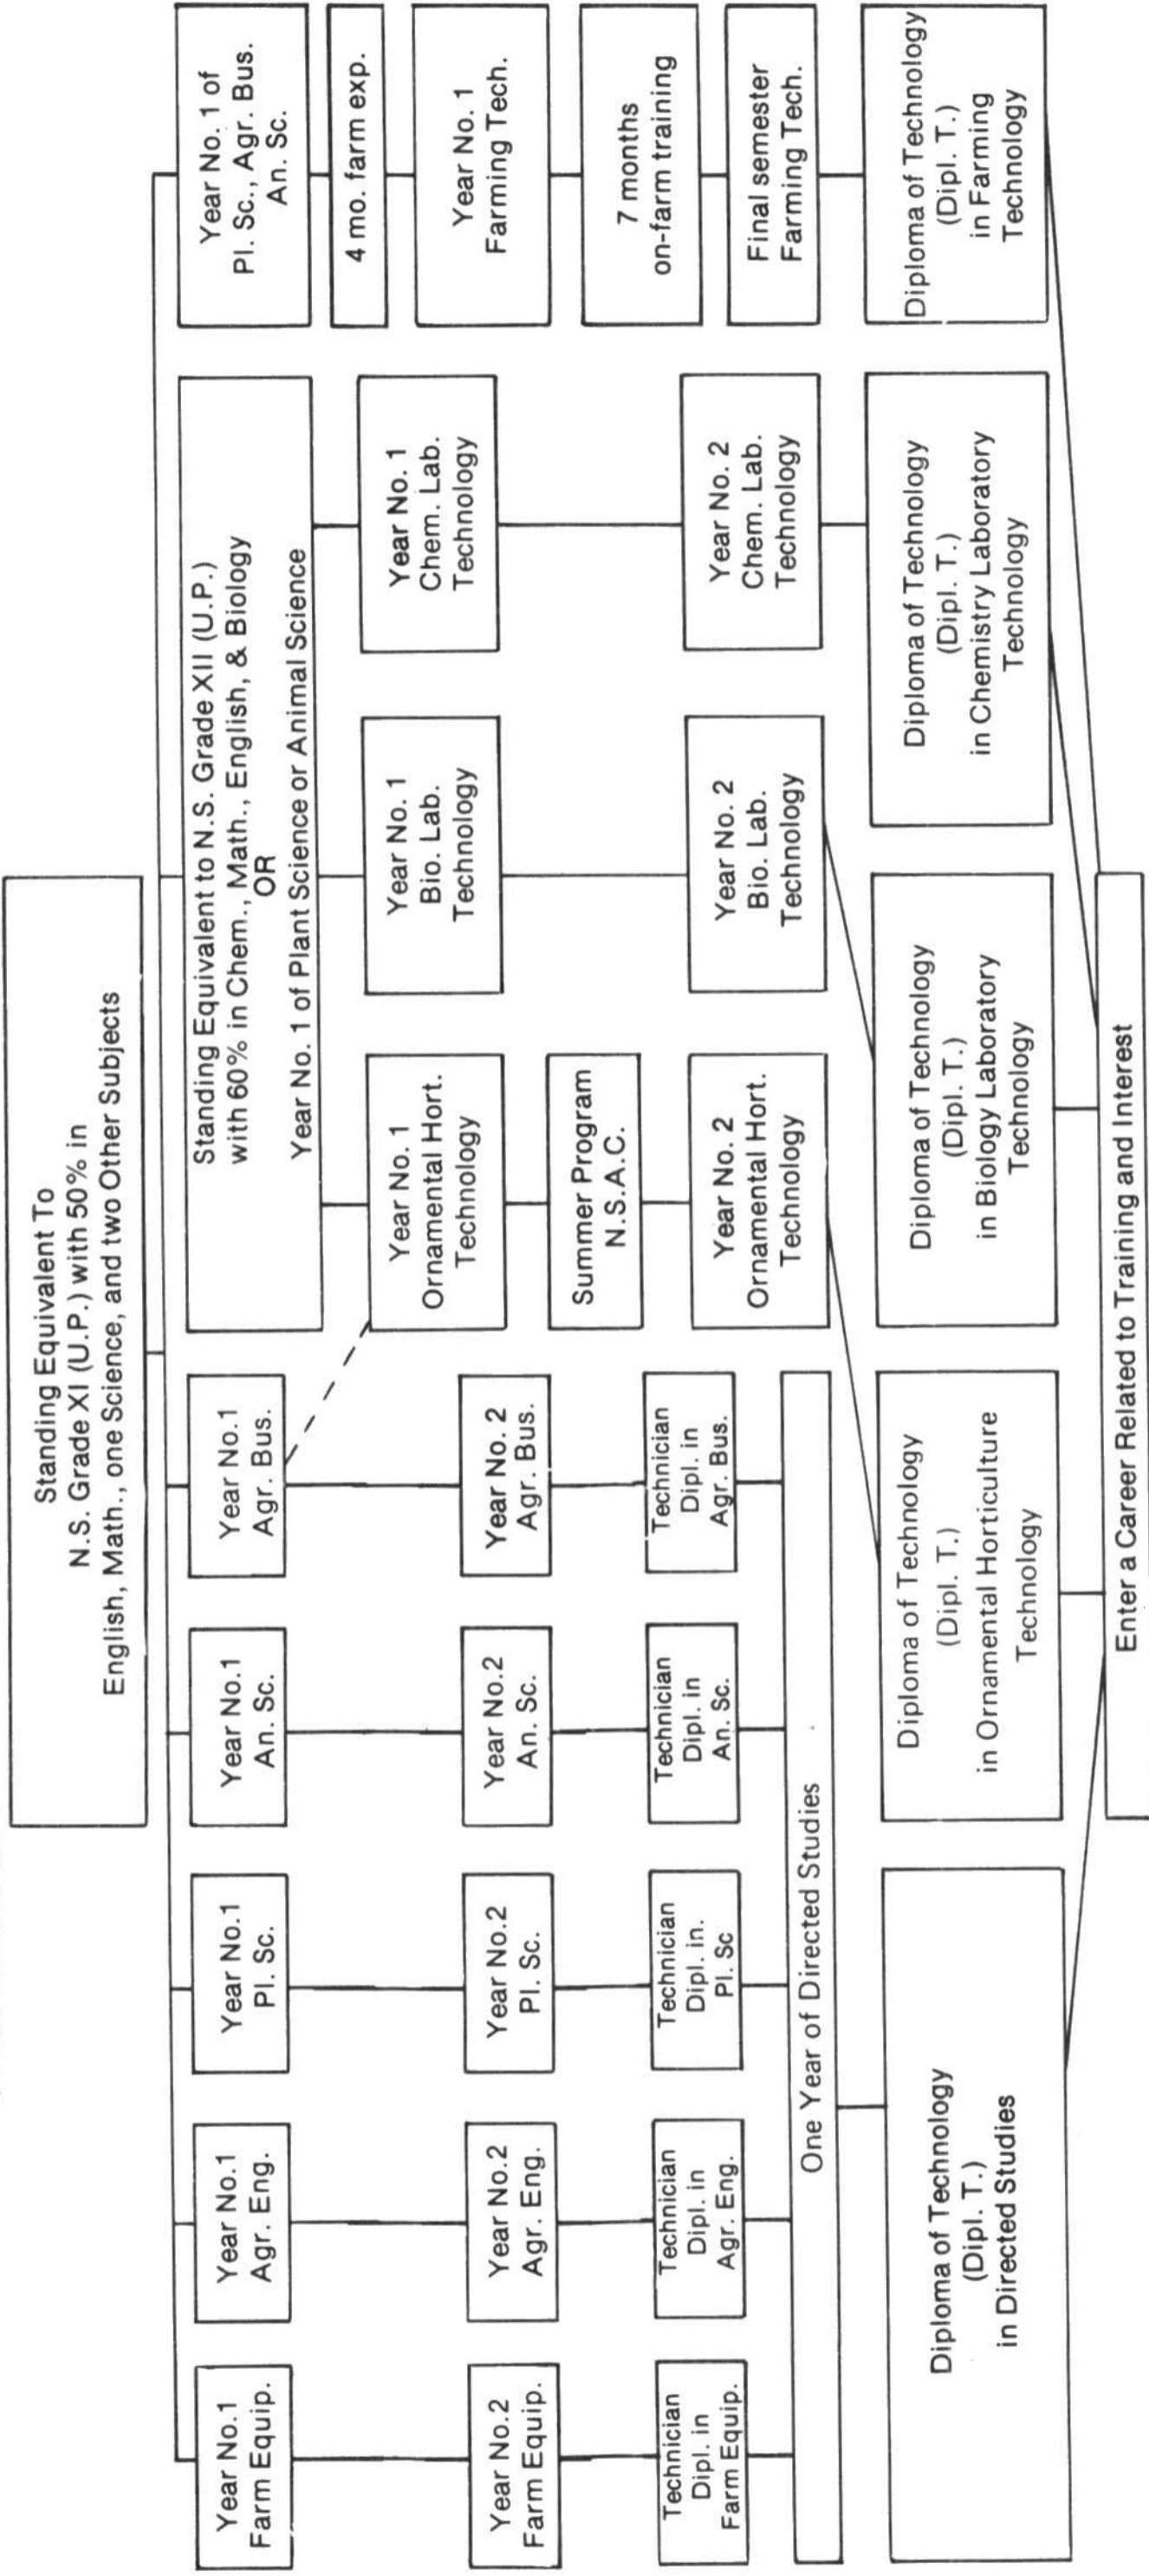 Standing Equivalent To
N.S. Grade XI (U.P.) with 50% in
English, Math., one Science, and two Other Subjects
Year No.1
Farm Equip.
Year No.1
Agr. Eng.
Year No.1
Pl. Sc.
Year No.1
An. Sc.
Year No.1
Agr. Bus.
Standing Equivalent to N.S. Grade XII (U.P.)
with 60% in Chem., Math., English, & Biology
OR
Year No. 1 of Plant Science or Animal Science
Year No. 1 of
Pl. Sc., Agr. Bus.
An. Sc.
4 mo. farm exp.
Year No. 1
Ornamental Hort.
Technology
Year No. 1
Bio. Lab.
Technology
Year No. 1
Chem. Lab.
Technology
Year No. 1
Farming Tech.
Year No.2
Farm Equip.
Year No.2
Agr. Eng.
Year No.2
Pl. Sc.
Year No.2
An. Sc.
Year No. 2
Agr. Bus.
Summer Program
N.S.A.C.
7 months
on-farm training
Technician
Dipl. in
Farm Equip.
Technician
Dipl. in
Agr. Eng.
Technician
Dipl. in.
Pl. Sc
Technician
Dipl. in
An. Sc.
Technician
Dipl. in
Agr. Bus.
Year No. 2
Ornamental Hort.
Technology
Year No. 2
Bio. Lab.
Technology
Year No. 2
Chem. Lab.
Technology
Final semester
Farming Tech.
One Year of Directed Studies
Diploma of Technology
(Dipl. T.)
in Directed Studies
Diploma of Technology
(Dipl. T.)
in Ornamental Horticulture
Technology
Diploma of Technology
(Dipl. T.)
in Biology Laboratory
Technology
Diploma of Technology
(Dipl. T.)
in Chemistry Laboratory
Technology
Diploma of Technology
(Dipl. T.)
in Farming
Technology
Enter a Career Related to Training and Interest